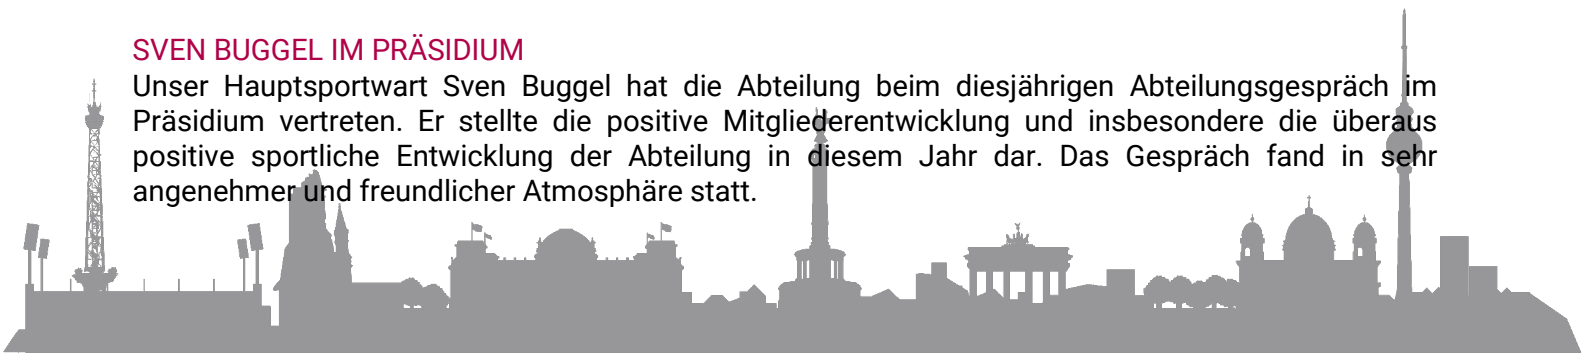 SVEN BUGGEL IM PRÄSIDIUM
Unser Hauptsportwart Sven Buggel hat die Abteilung beim diesjährigen Abteilungsgespräch im
Präsidium vertreten. Er stellte die positive Mitgliederentwicklung und insbesondere die überaus
positive sportliche Entwicklung der Abteilung in diesem Jahr dar. Das Gespräch fand in sehr
angenehmer und freundlicher Atmosphäre statt.